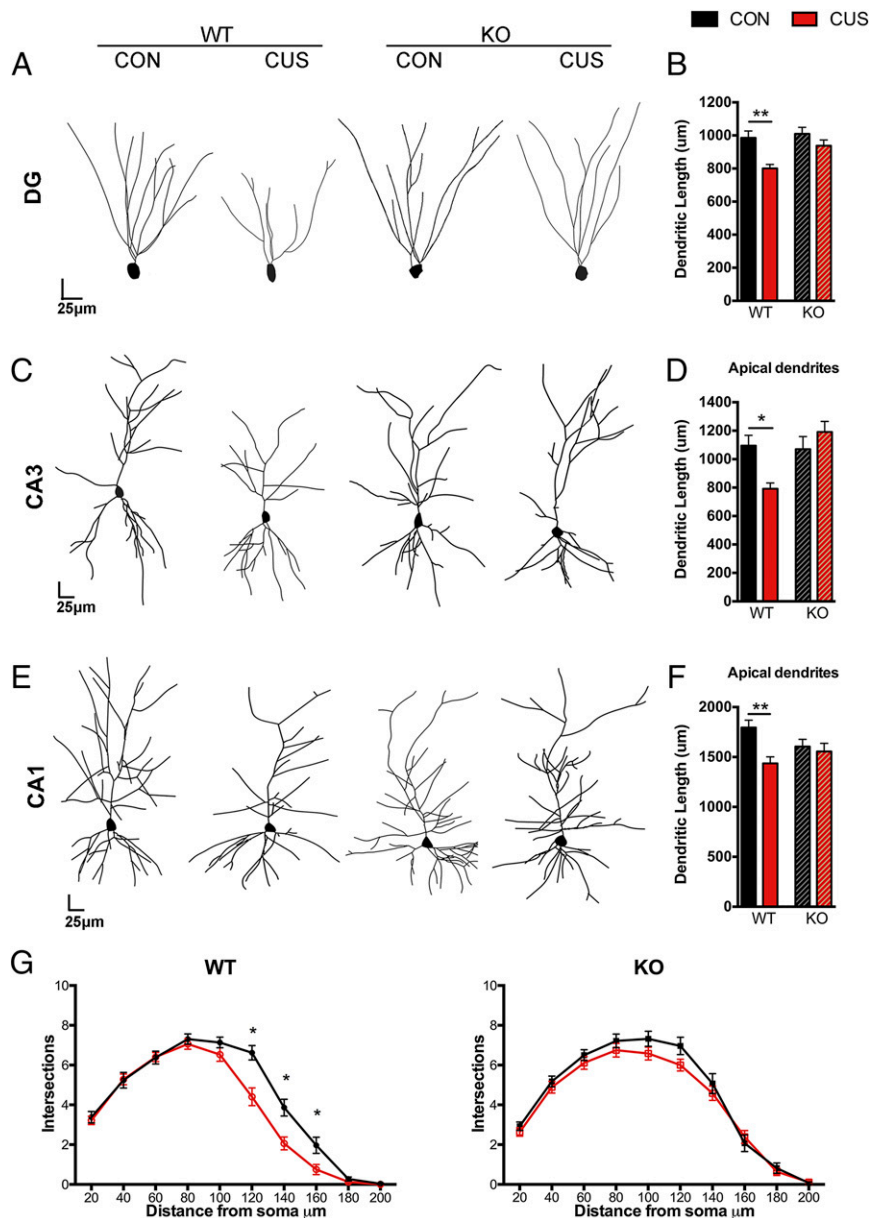 CON CUS
WT KO
A CON CUS CON CUS B
DG
25μm
Dendritic Length (um)
1200
1000
800
600
400
200
0
**
WT KO
C D
CA3
25μm
Apical dendrites
Dendritic Length (um)
1400
1200
1000
800
600
400
200
0
*
WT KO
E F
CA1
25μm
Apical dendrites
Dendritic Length (um)
2000
1500
1000
500
0
**
WT KO
G
WT
Intersections
10
8
6
4
2
0
* * *
20 40 60 80 100 120 140 160 180 200
Distance from soma μm
KO
Intersections
10
8
6
4
2
0
20 40 60 80 100 120 140 160 180 200
Distance from soma μm